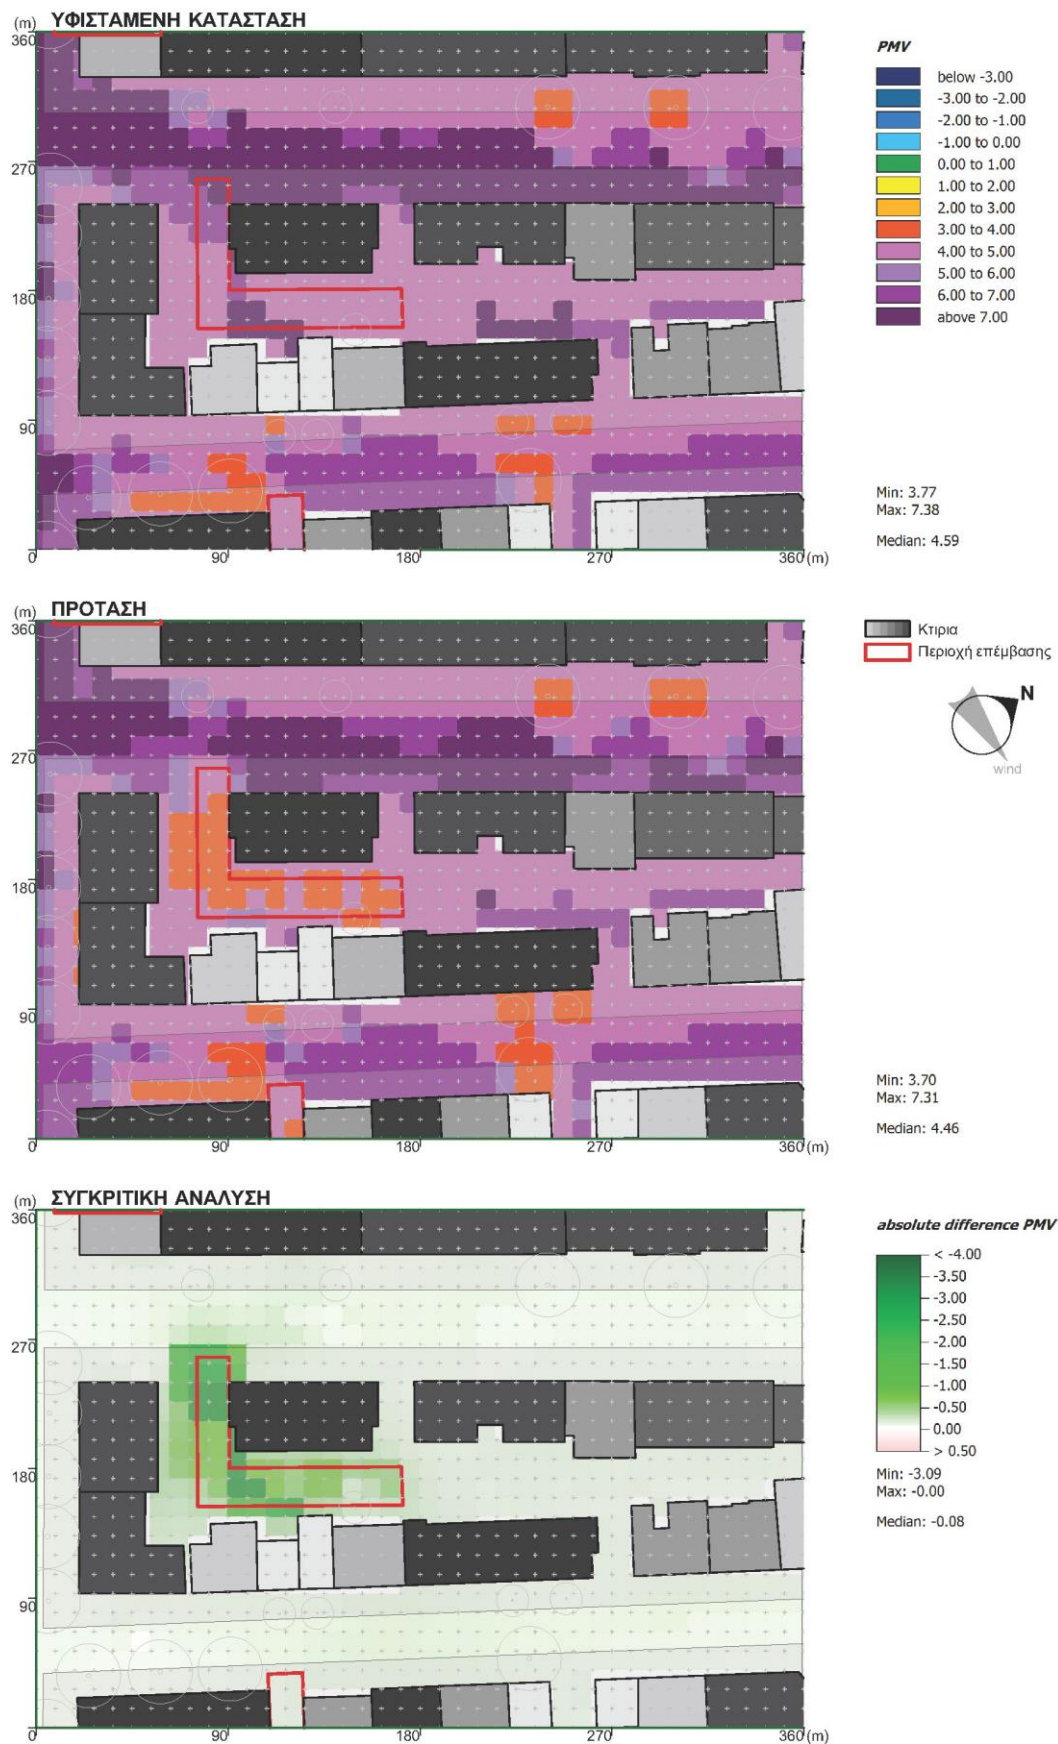 (m) ΥΦΙΣΤΑΜΕΝΗ ΚΑΤΑΣΤΑΣΗ
360
270
180
90
0 90 180 270 360 (m)
PMV
below -3.00
-3.00 to -2.00
-2.00 to -1.00
-1.00 to 0.00
0.00 to 1.00
1.00 to 2.00
2.00 to 3.00
3.00 to 4.00
4.00 to 5.00
5.00 to 6.00
6.00 to 7.00
above 7.00
Min: 3.77
Max: 7.38
Median: 4.59
(m) ΠΡΟΤΑΣΗ
360
270
180
90
0 90 180 270 360 (m)
Κτιρια
Περιοχή επέμβασης
N
wind
Min: 3.70
Max: 7.31
Median: 4.46
(m) ΣΥΓΚΡΙΤΙΚΗ ΑΝΑΛΥΣΗ
360
270
180
90
0 90 180 270 360 (m)
absolute difference PMV
< -4.00
-3.50
-3.00
-2.50
-2.00
-1.50
-1.00
-0.50
0.00
> 0.50
Min: -3.09
Max: -0.00
Median: -0.08